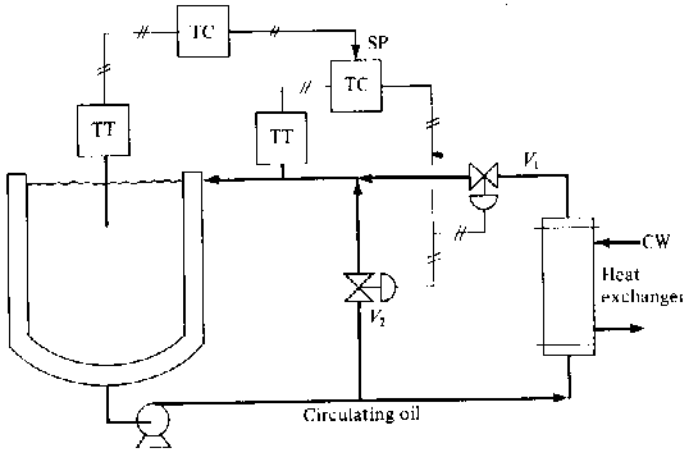 TC
SP
TC
TT
TT
V₁
CW
Heat
exchanger
V₂
Circulating oil